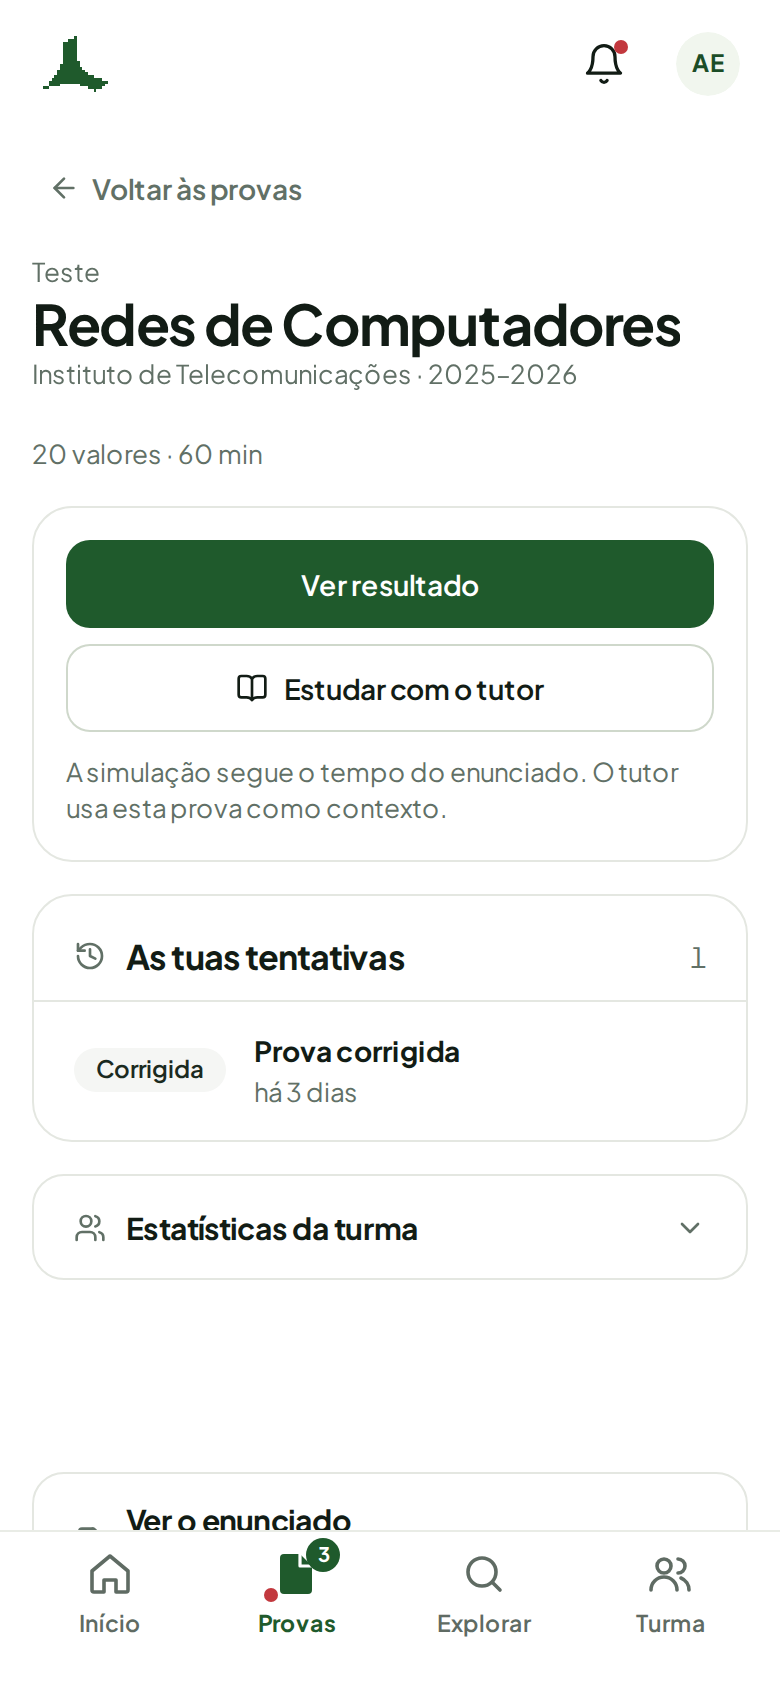 AE
Voltar às provas
Teste
Redes de Computadores
Instituto de Telecomunicações · 2025–2026
20 valores · 60 min
Ver resultado
Estudar com o tutor
A simulação segue o tempo do enunciado. O tutor
usa esta prova como contexto.
As tuas tentativas 1
Corrigida
Prova corrigida
há 3 dias
Estatísticas da turma
Ver o enunciado
3
Início Provas Explorar Turma